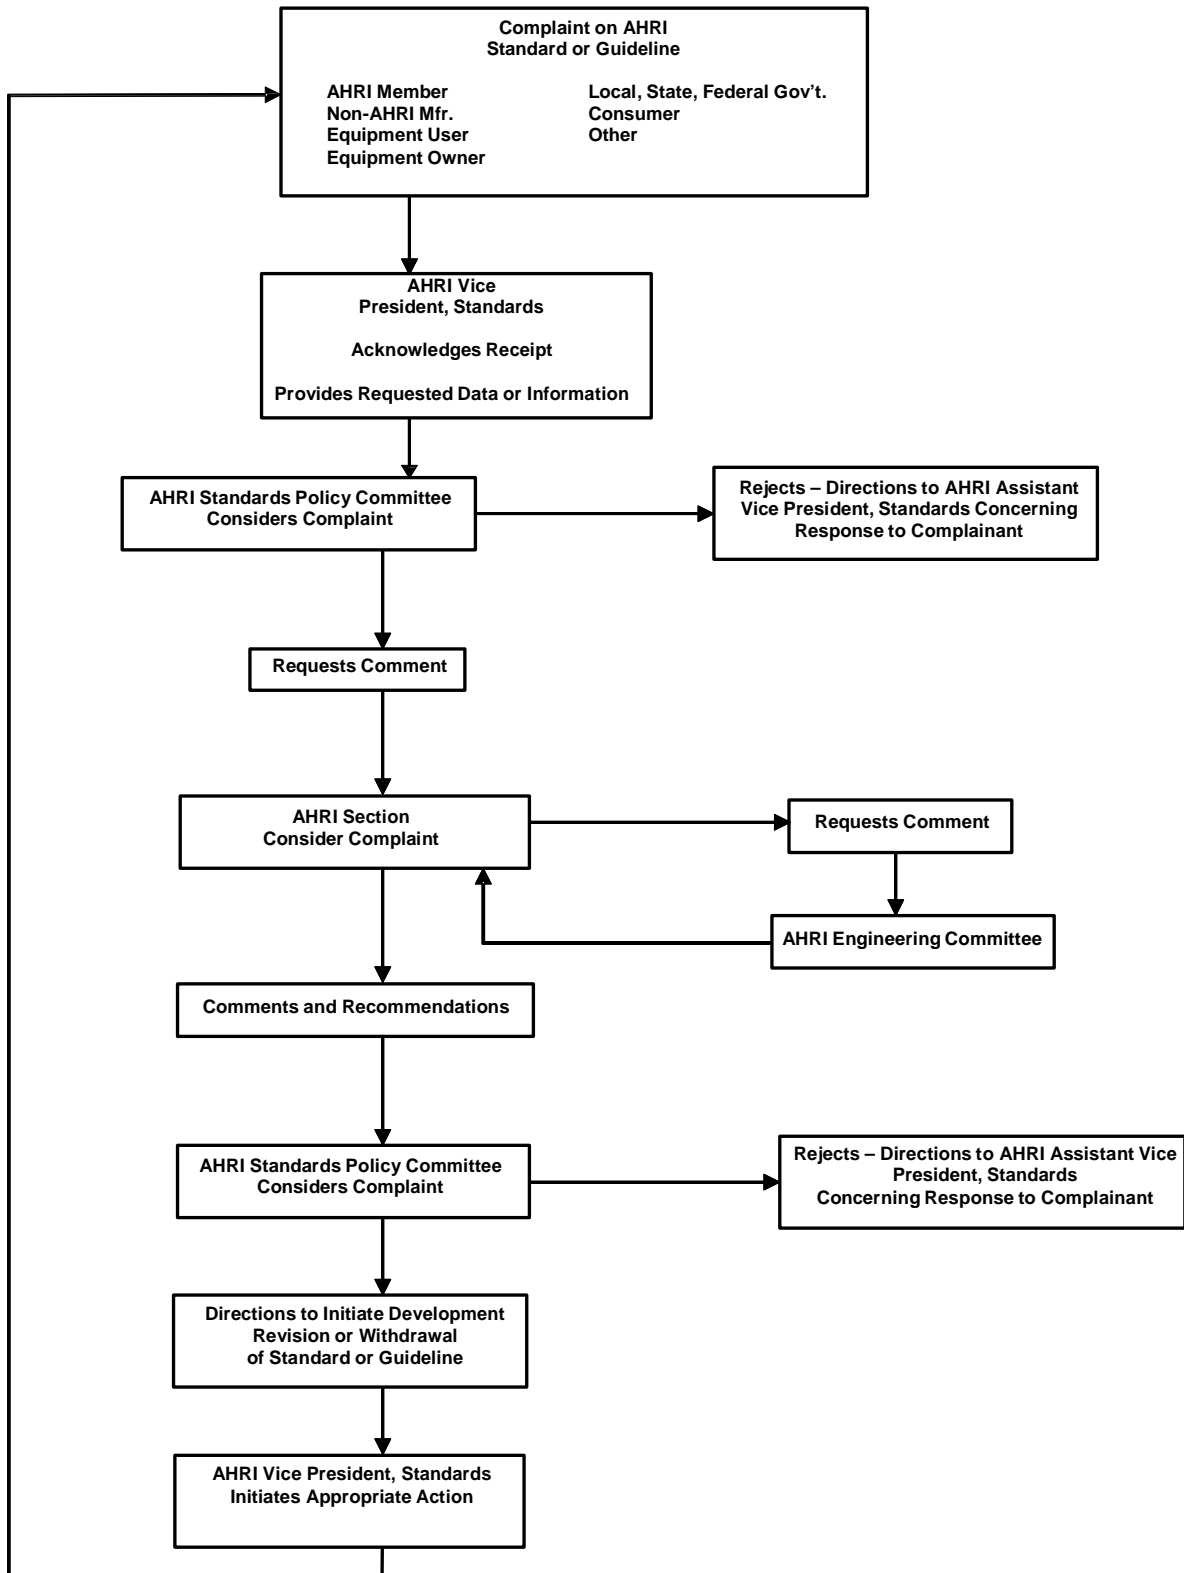 Complaint on AHRI
Standard or Guideline
AHRI Member
Non-AHRI Mfr.
Equipment User
Equipment Owner
Local, State, Federal Gov’t.
Consumer
Other
AHRI Vice
President, Standards
Acknowledges Receipt
Provides Requested Data or Information
AHRI Standards Policy Committee
Considers Complaint
Rejects – Directions to AHRI Assistant
Vice President, Standards Concerning
Response to Complainant
Requests Comment
AHRI Section
Consider Complaint
Requests Comment
AHRI Engineering Committee
Comments and Recommendations
AHRI Standards Policy Committee
Considers Complaint
Rejects – Directions to AHRI Assistant Vice
President, Standards
Concerning Response to Complainant
Directions to Initiate Development
Revision or Withdrawal
of Standard or Guideline
AHRI Vice President, Standards
Initiates Appropriate Action